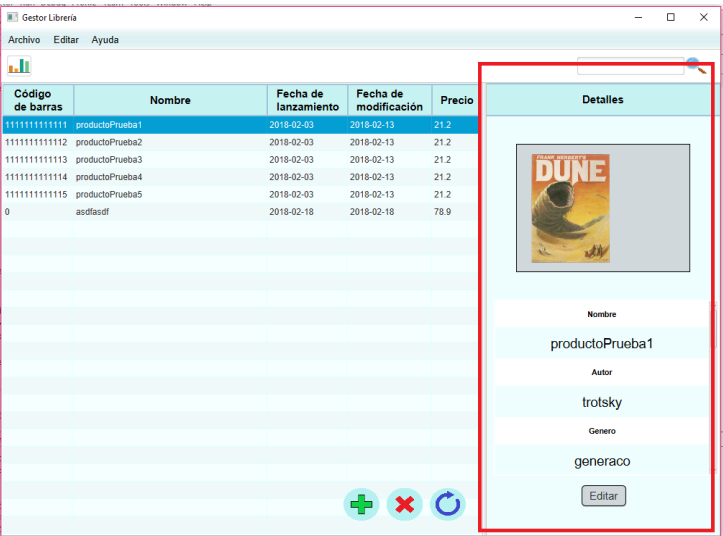 Gestor Librería
Archivo Editar Ayuda
Código de barras Nombre Fecha de lanzamiento Fecha de modificación Precio
1111111111111 productoPrueba1 2018-02-03 2018-02-13 21.2
1111111111112 productoPrueba2 2018-02-03 2018-02-13 21.2
1111111111113 productoPrueba3 2018-02-03 2018-02-13 21.2
1111111111114 productoPrueba4 2018-02-03 2018-02-13 21.2
1111111111115 productoPrueba5 2018-02-03 2018-02-13 21.2
0 asdfasdf 2018-02-18 2018-02-18 78.9
Detalles
FRANK HERBERT'S
DUNE
Nombre
productoPrueba1
Autor
trotsky
Genero
generaco
Editar